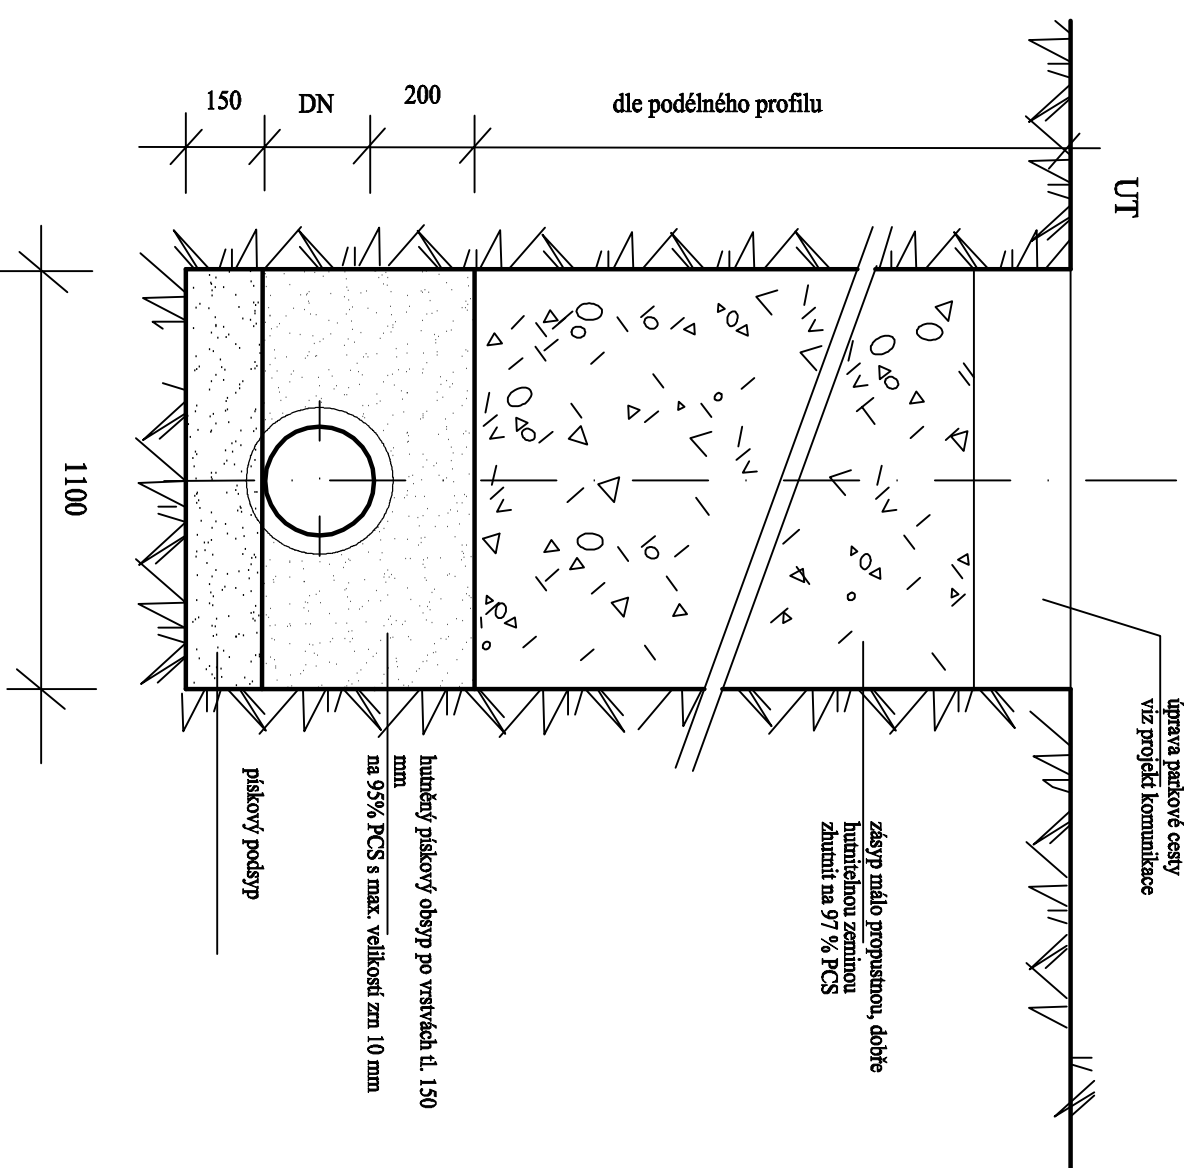 150
DN
200
dle podélného profilu
UT
1100
úprava parkové cesty
viz projekt komunikace
zásyp málo propustnou, dobře
hutnitelnou zeminou
zhutnit na 97 % PCS
hutněný pískový obsyp po vrstvách tl. 150
mm
na 95% PCS s max. velikostí zrn 10 mm
pískový podsyp